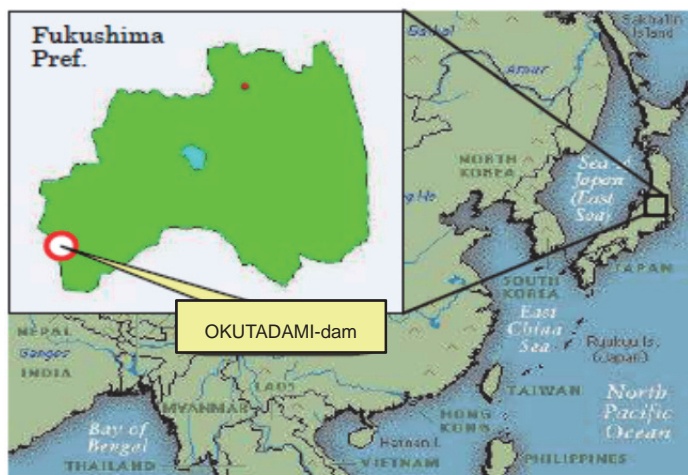 Fukushima
Pref.
OKUTADAMI-dam
Sakhalin
Island
Amur
NORTH
KOREA
Sea of
Japan
(East
Sea)
JAPAN
SOUTH
KOREA
East
China
Sea
Ryukyu Is.
(Japan)
NEPAL
Ganges
INDIA
LAOS
MYANMAR
TAIWAN
HONG
KONG
North
Pacific
Ocean
Bay of
Bengal
Hainan I.
THAILAND
VIETNAM
PHILIPPINES